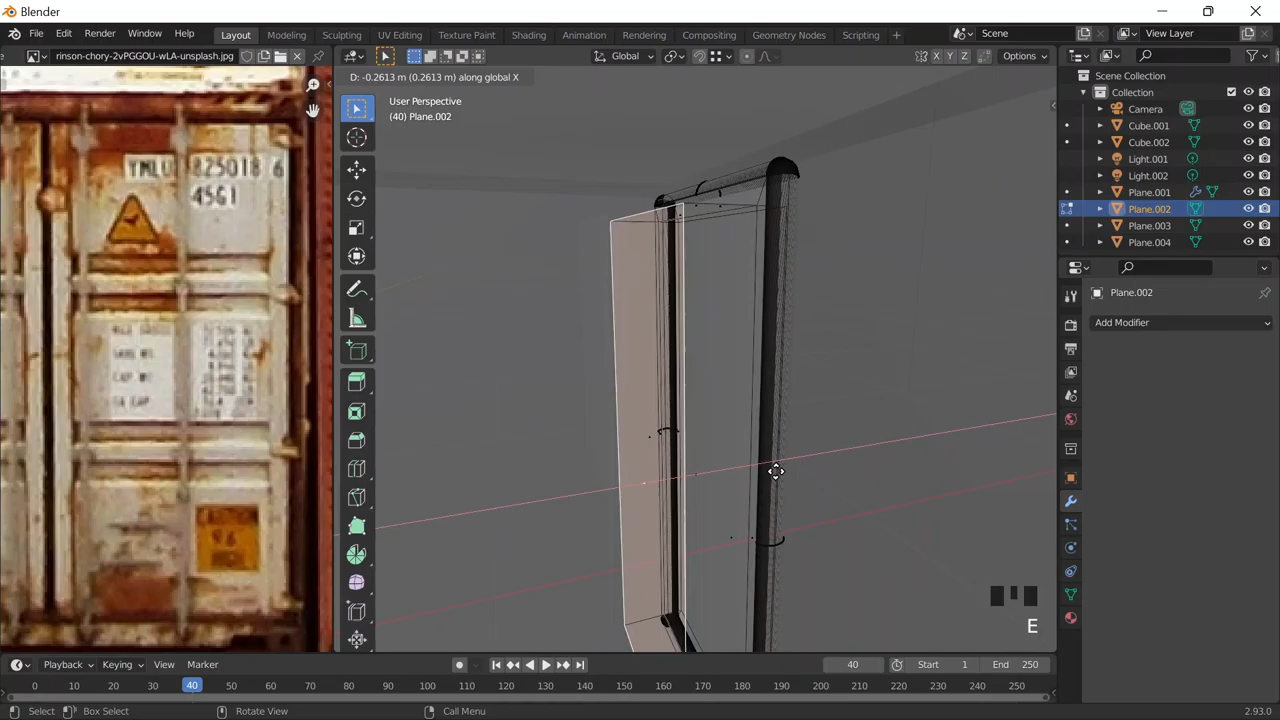 Blender
File Edit Render Window Help
Layout Modeling Sculpting UV Editing Texture Paint Shading Animation Rendering Compositing Geometry Nodes Scripting +
Scene View Layer
rinson-chory-2vPGGOU-wLA-unsplash.jpg
Global X Y Z Options
D: -0.2613 m (0.2613 m) along global X
User Perspective
(40) Plane.002
Scene Collection
Collection
Camera
Cube.001
Cube.002
Light.001
Light.002
Plane.001
Plane.002
Plane.003
Plane.004
Plane.002
Add Modifier
YMLU 825018 6
45G1
E
Playback Keying View Marker
40 Start 1 End 250
0 10 20 30 40 50 60 70 80 90 100 110 120 130 140 150 160 170 180 190 200 210 220 230 240 250
Select Box Select Rotate View Call Menu 2.93.0